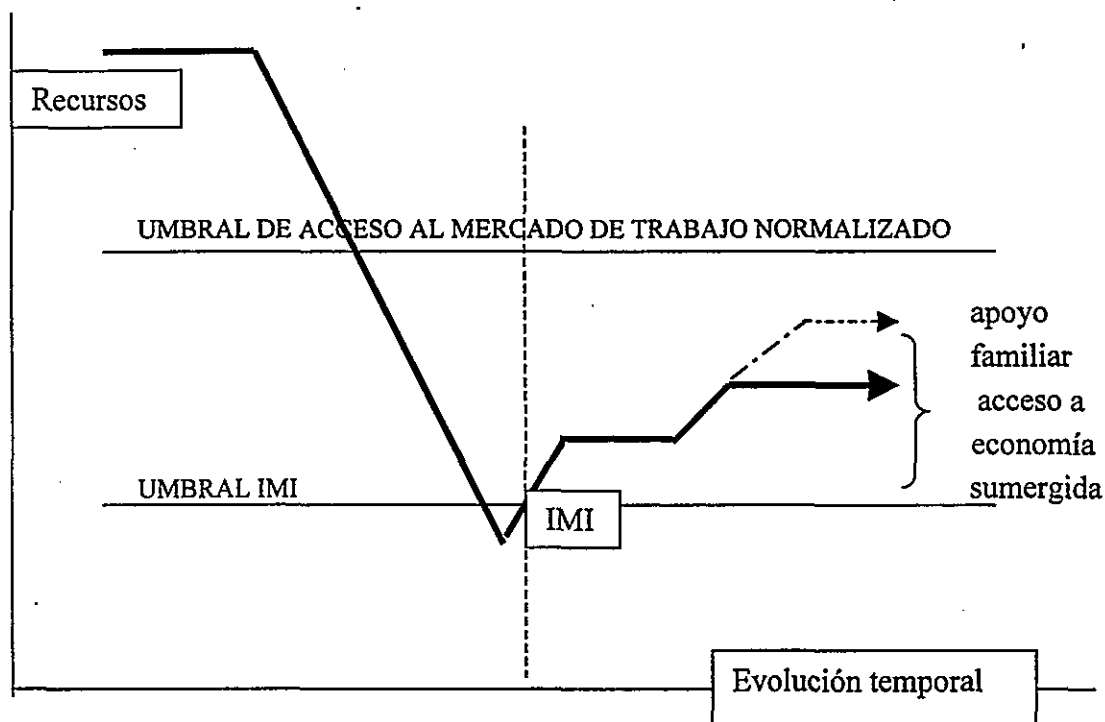 Recursos
UMBRAL DE ACCESO AL MERCADO DE TRABAJO NORMALIZADO
apoyo
familiar
acceso a
economía
sumergida
UMBRAL IMI
IMI
Evolución temporal